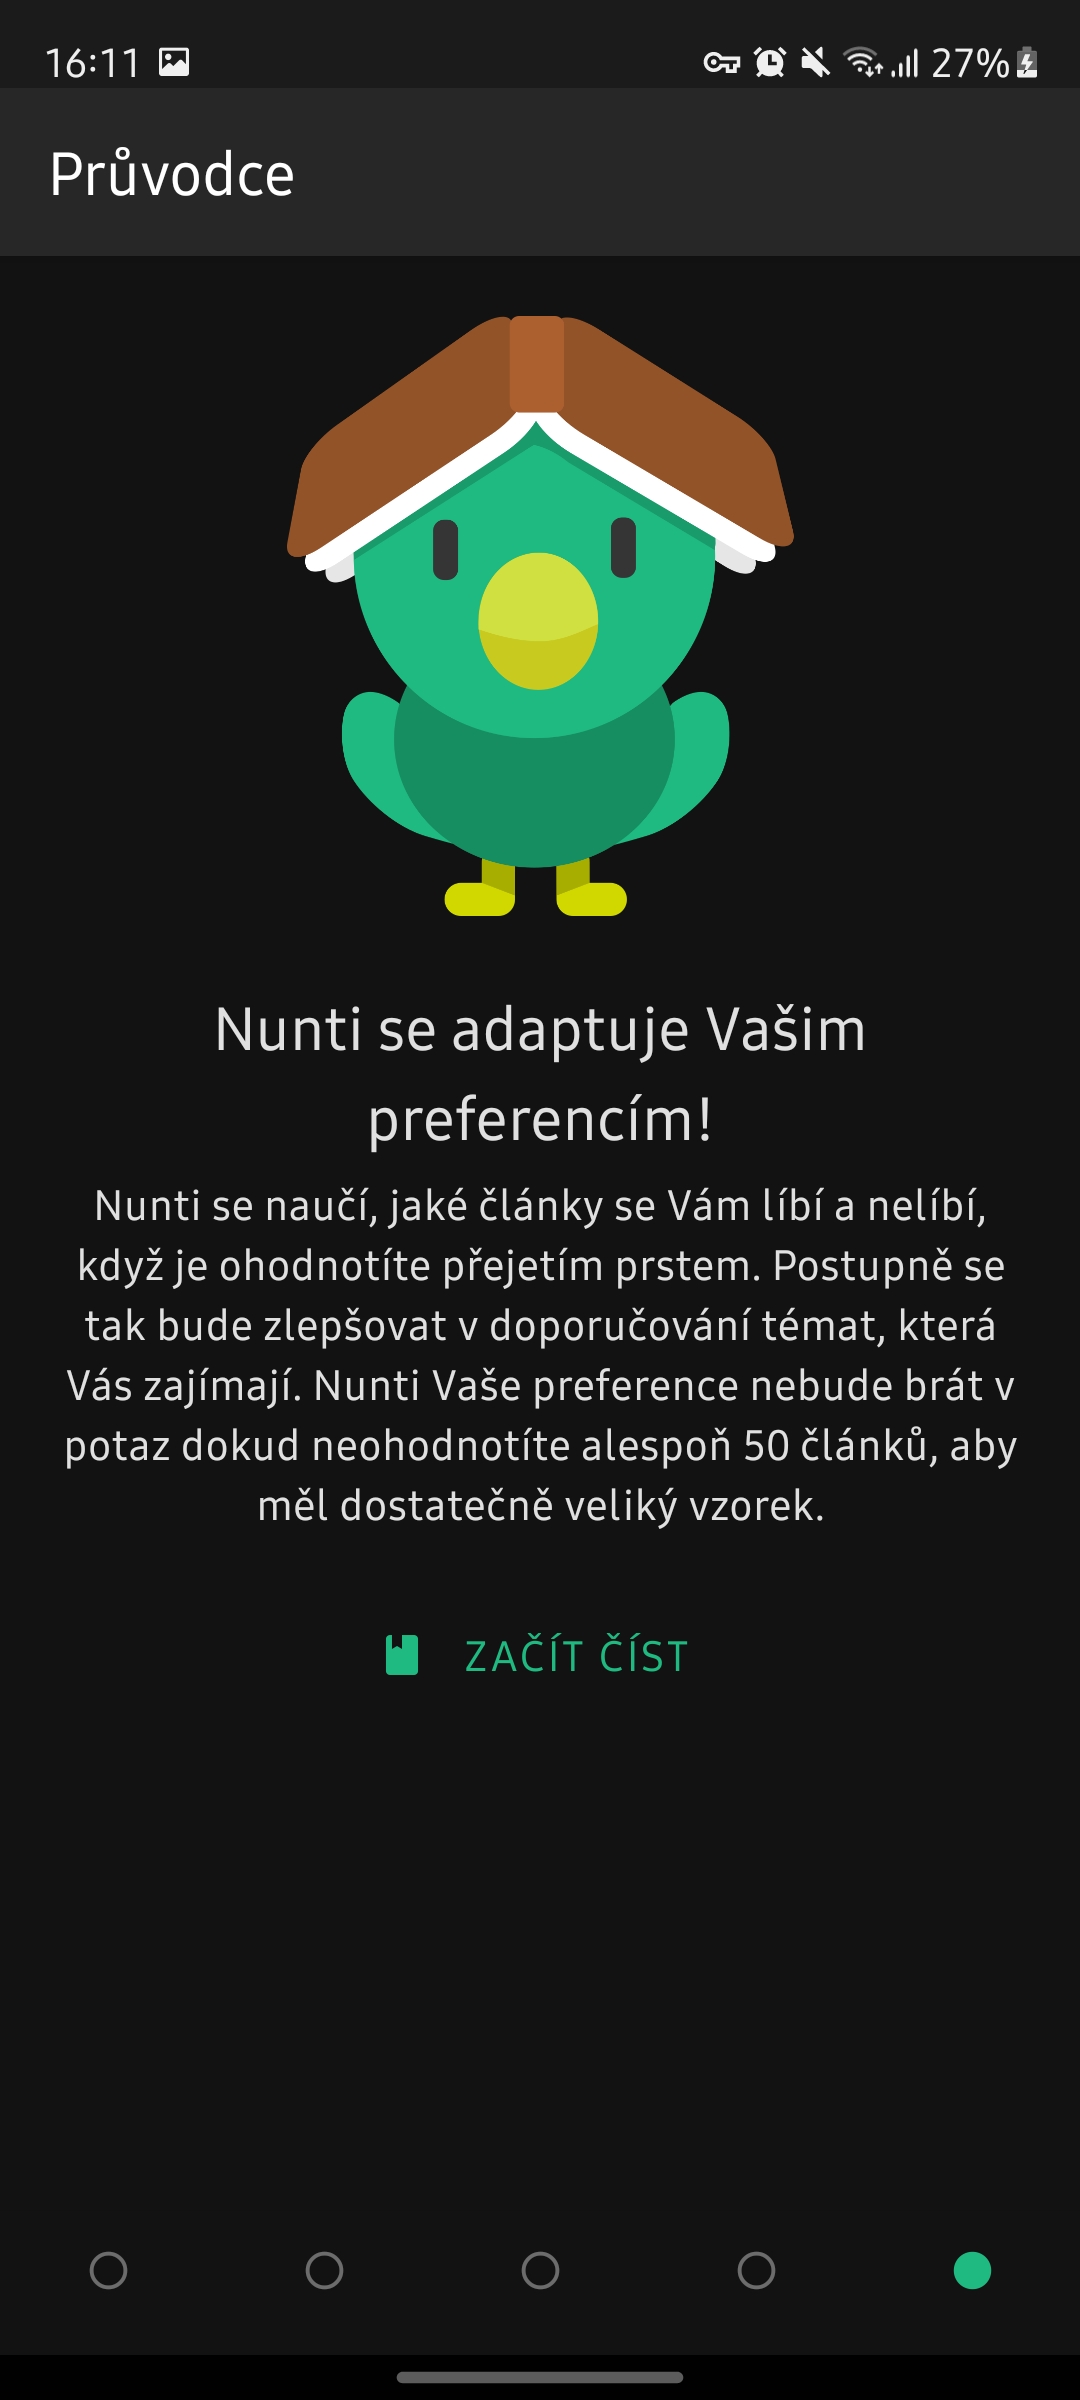 16:11
27%
Průvodce
Nunti se adaptuje Vašim
preferencím!
Nunti se naučí, jaké články se Vám líbí a nelíbí,
když je ohodnotíte přejetím prstem. Postupně se
tak bude zlepšovat v doporučování témat, která
Vás zajímají. Nunti Vaše preference nebude brát v
potaz dokud neohodnotíte alespoň 50 článků, aby
měl dostatečně veliký vzorek.
ZAČÍT ČÍST